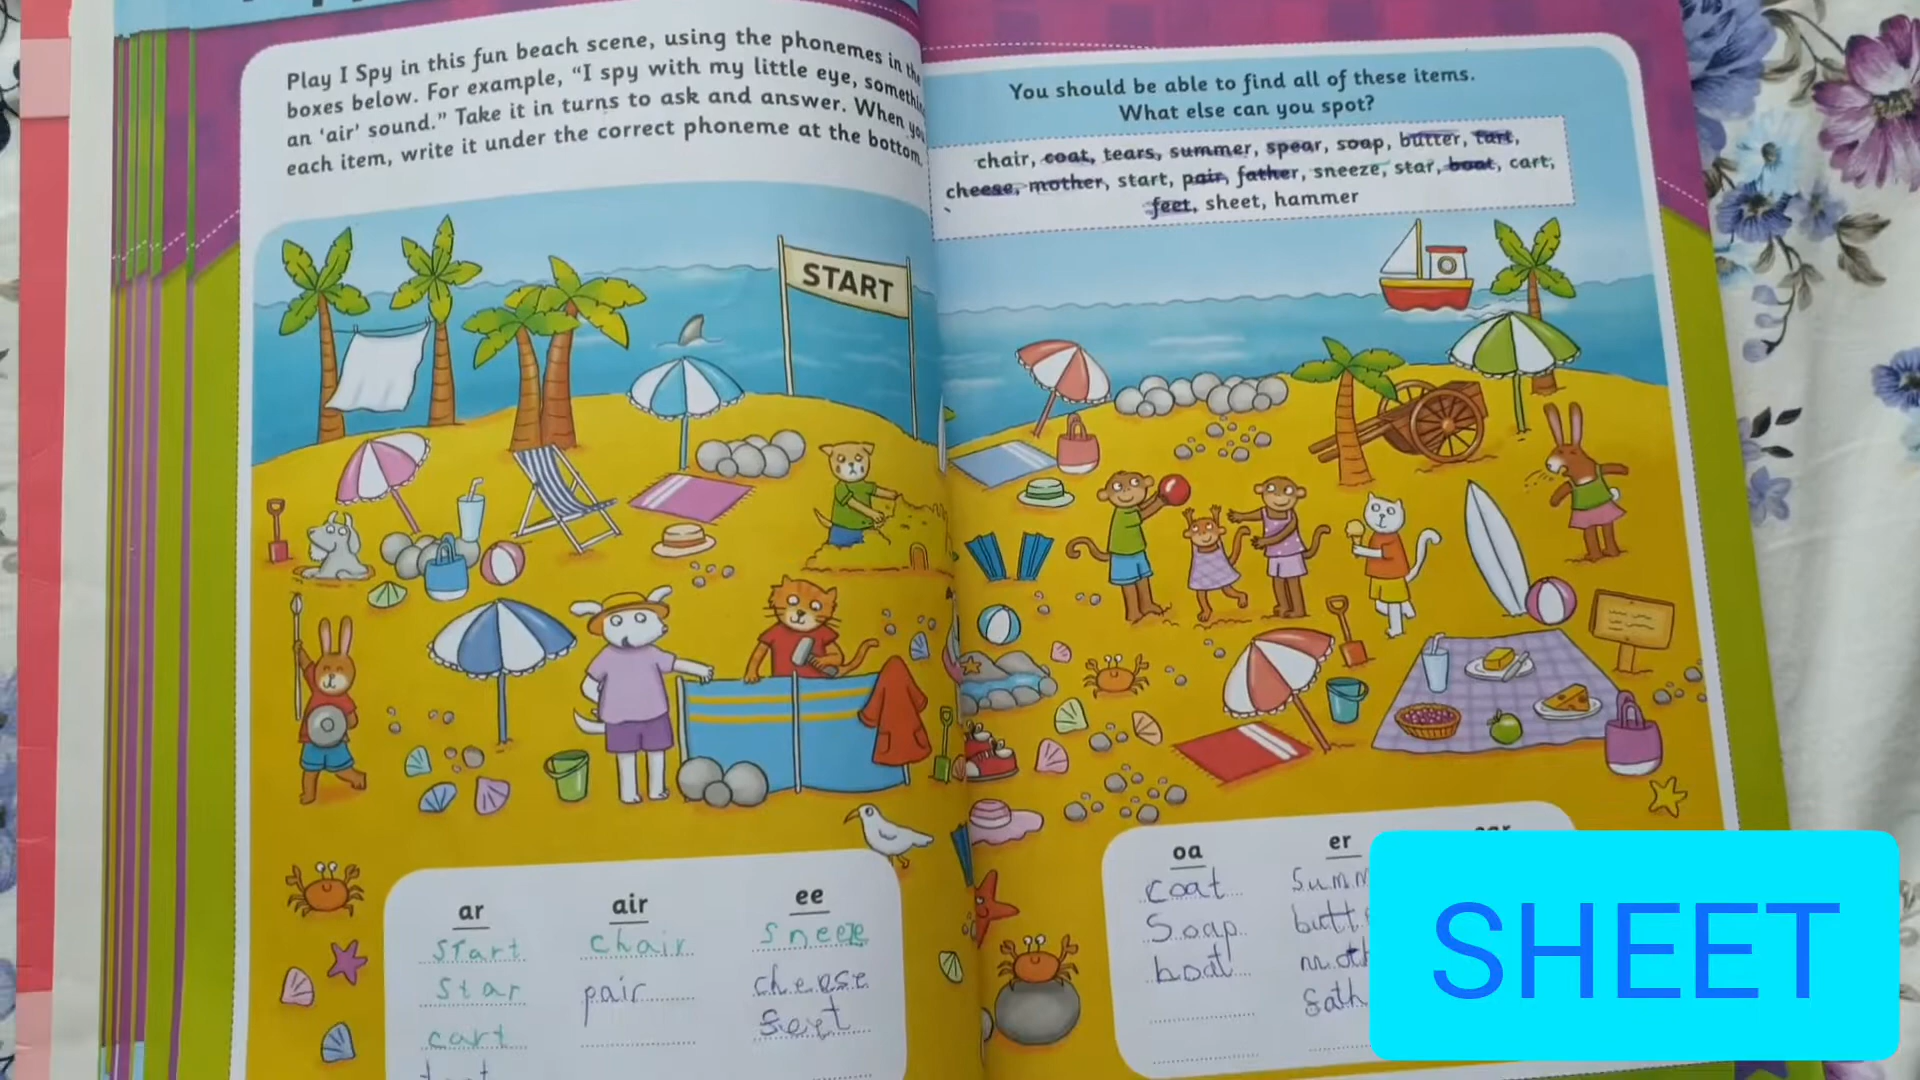 Play I Spy in this fun beach scene, using the phonemes in the
boxes below. For example, “I spy with my little eye,
an ‘air’ sound.” Take it in turns to ask and answer. When
each item, write it under the correct phoneme at the bottom.
You should be able to find all of these items.
What else can you spot?
chair, coat, tears, summer, spear, soap, butter, tart,
cheese, mother, start, pair, father, sneeze, star, boat, cart,
feet, sheet, hammer
START
ar
start
star
cart
air
chair
pair
ee
sneeze
cheese
oa
coat
Soap
boat
er
SHEET